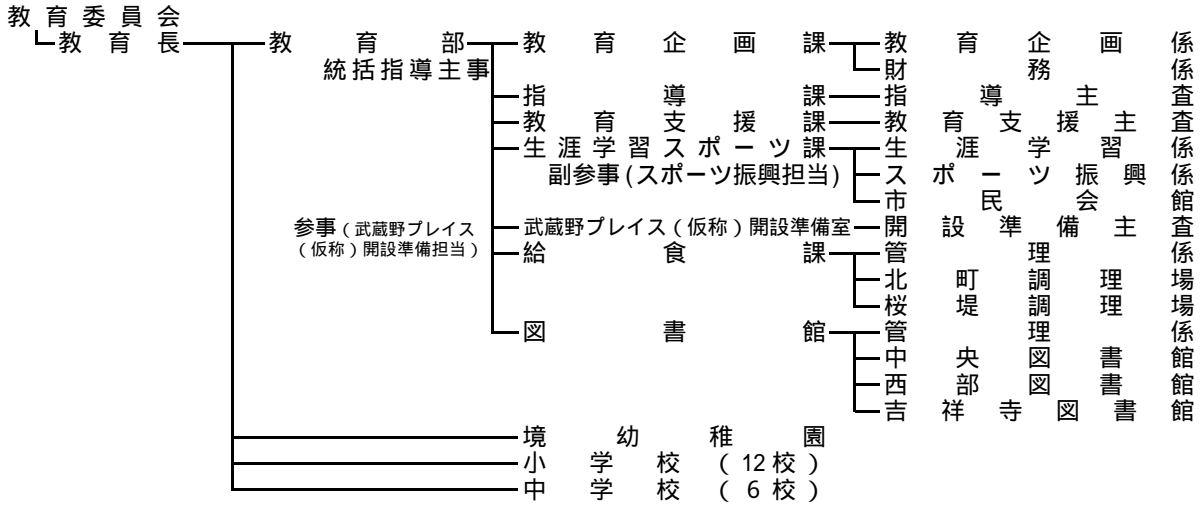 教育委員会
教育長 教育部 教育企画課 教育企画係
統括指導主事 財務係
指導課 指導主査
教育支援課 教育支援主査
生涯学習スポーツ課 生涯学習係
副参事(スポーツ振興担当) スポーツ振興係
市民会館
参事(武蔵野プレイス 武蔵野プレイス(仮称)開設準備室 開設準備主査
(仮称)開設準備担当) 給食課 管理係
北町調理場
桜堤調理場
図書館 管理係
中央図書館
西部図書館
吉祥寺図書館
境幼稚園
小学校(12校)
中学校(6校)